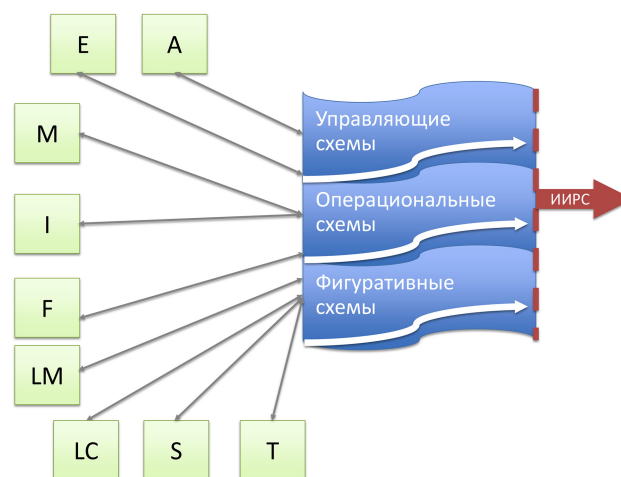 E
A
Управляющие
схемы
M
Операциональные
схемы
ИИРС
I
Фигуративные
схемы
F
LM
LC
S
T